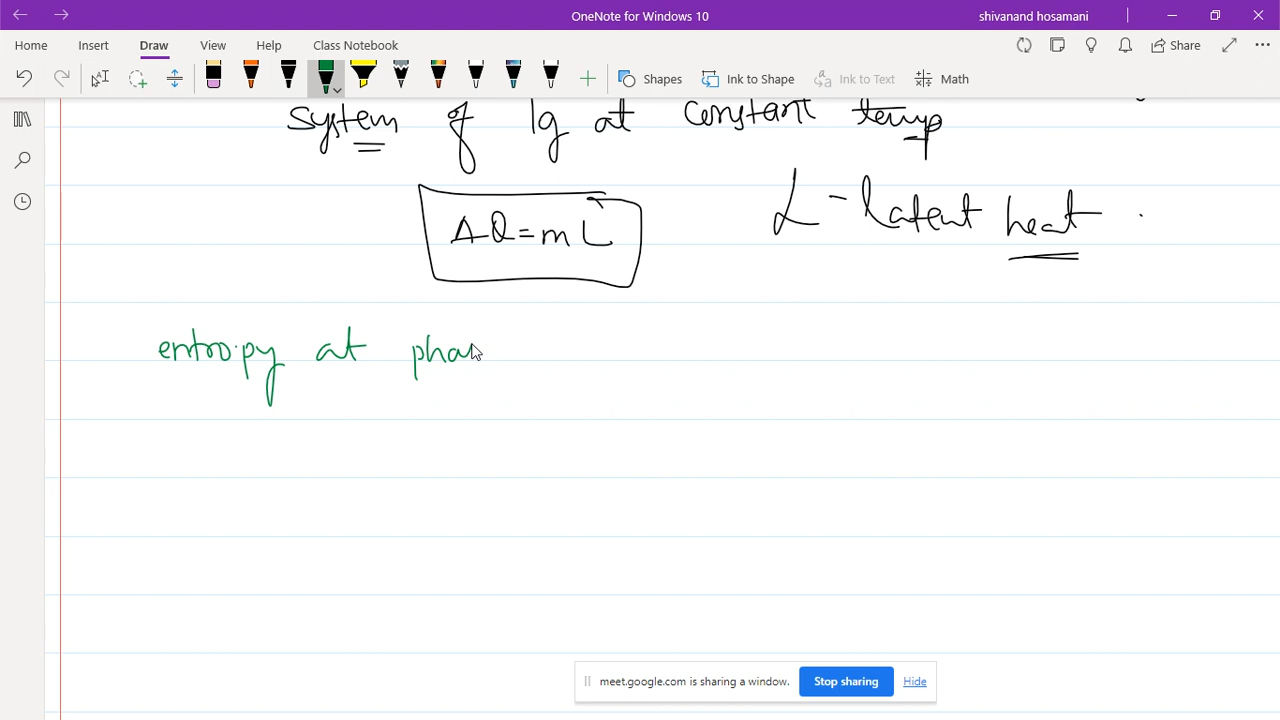 OneNote for Windows 10
shivanand hosamani
Home Insert Draw View Help Class Notebook
Share
Shapes Ink to Shape Ink to Text Math
system of 1g at constant temp
ΔQ = m L
L - latent heat .
entropy at pha
meet.google.com is sharing a window. Stop sharing Hide